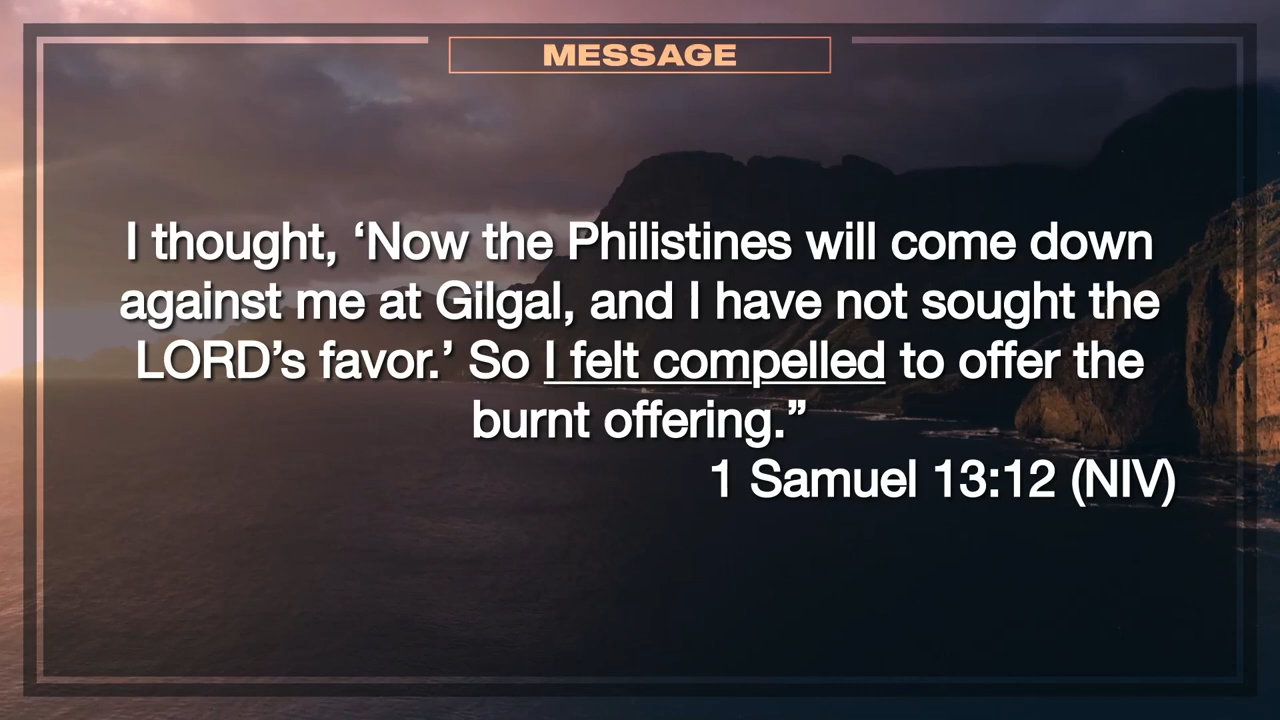 MESSAGE
I thought, ‘Now the Philistines will come down
against me at Gilgal, and I have not sought the
LORD’s favor.’ So I felt compelled to offer the
burnt offering.”
1 Samuel 13:12 (NIV)